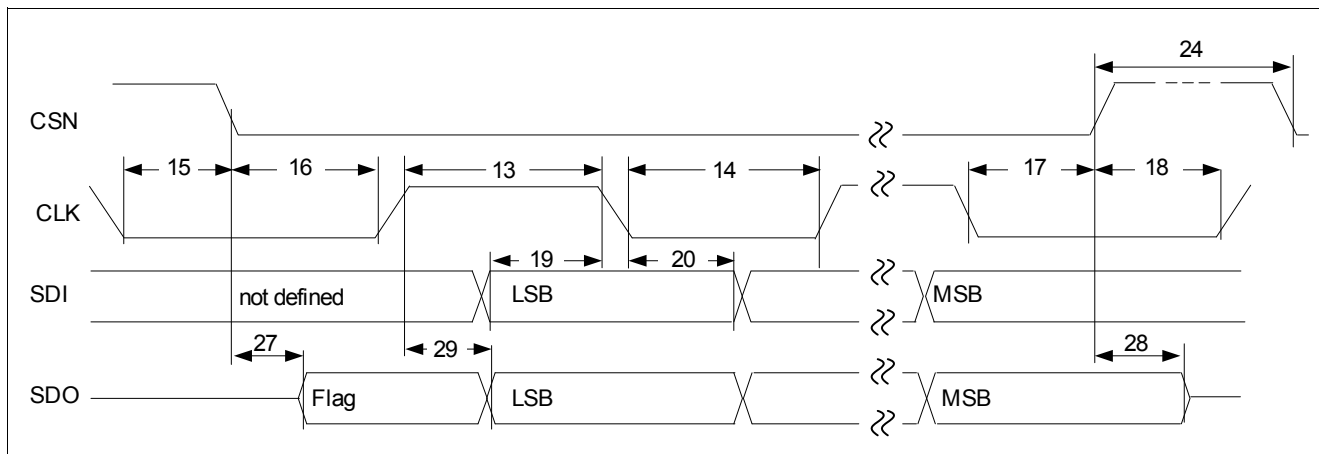 24
CSN
15 16 13 14 17 18
CLK
19 20
SDI not defined LSB MSB
27 29 28
SDO Flag LSB MSB